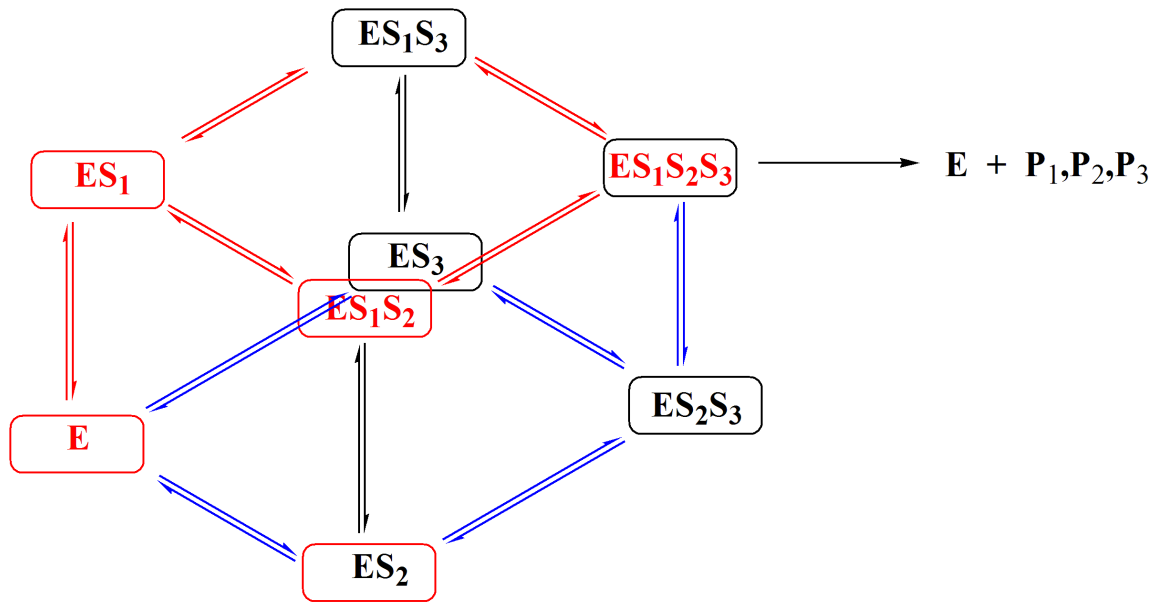 ES₁S₃
ES₁
ES₁S₂S₃
E + P₁,P₂,P₃
ES₃
ES₁S₂
ES₂S₃
E
ES₂